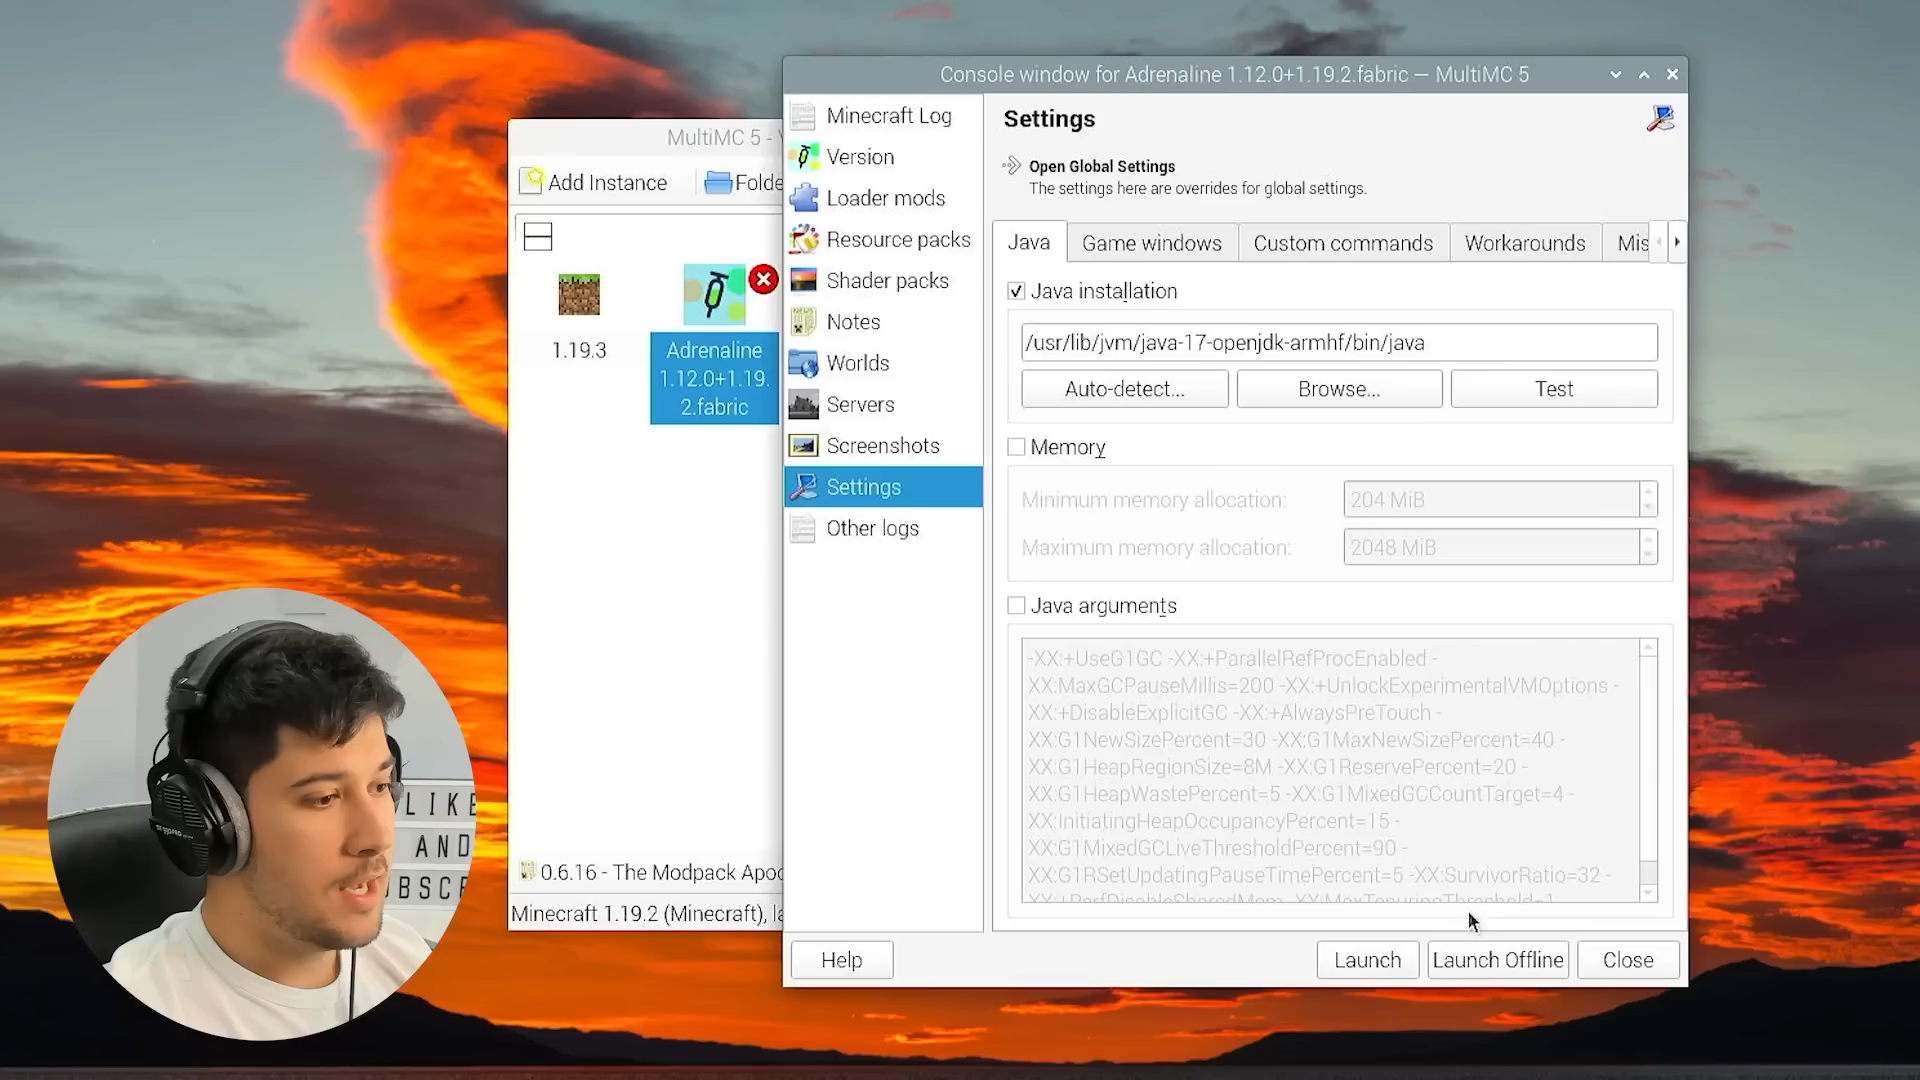 Console window for Adrenaline 1.12.0+1.19.2.fabric — MultiMC 5
MultiMC 5 -
Add Instance
Folde
1.19.3
Adrenaline
1.12.0+1.19.
2.fabric
0.6.16 - The Modpack Apoc
Minecraft 1.19.2 (Minecraft), la
Minecraft Log
Version
Loader mods
Resource packs
Shader packs
Notes
Worlds
Servers
Screenshots
Settings
Other logs
Settings
Open Global Settings
The settings here are overrides for global settings.
Java
Game windows
Custom commands
Workarounds
Mis
Java installation
/usr/lib/jvm/java-17-openjdk-armhf/bin/java
Auto-detect...
Browse...
Test
Memory
Minimum memory allocation:
204 MiB
Maximum memory allocation:
2048 MiB
Java arguments
-XX:+UseG1GC -XX:+ParallelRefProcEnabled -
XX:MaxGCPauseMillis=200 -XX:+UnlockExperimentalVMOptions -
XX:+DisableExplicitGC -XX:+AlwaysPreTouch -
XX:G1NewSizePercent=30 -XX:G1MaxNewSizePercent=40 -
XX:G1HeapRegionSize=8M -XX:G1ReservePercent=20 -
XX:G1HeapWastePercent=5 -XX:G1MixedGCCountTarget=4 -
XX:InitiatingHeapOccupancyPercent=15 -
XX:G1MixedGCLiveThresholdPercent=90 -
XX:G1RSetUpdatingPauseTimePercent=5 -XX:SurvivorRatio=32 -
XX:+PerfDisableSharedMem -XX:MaxTenuringThreshold=1
Help
Launch
Launch Offline
Close
LIKE
AND
BSCR